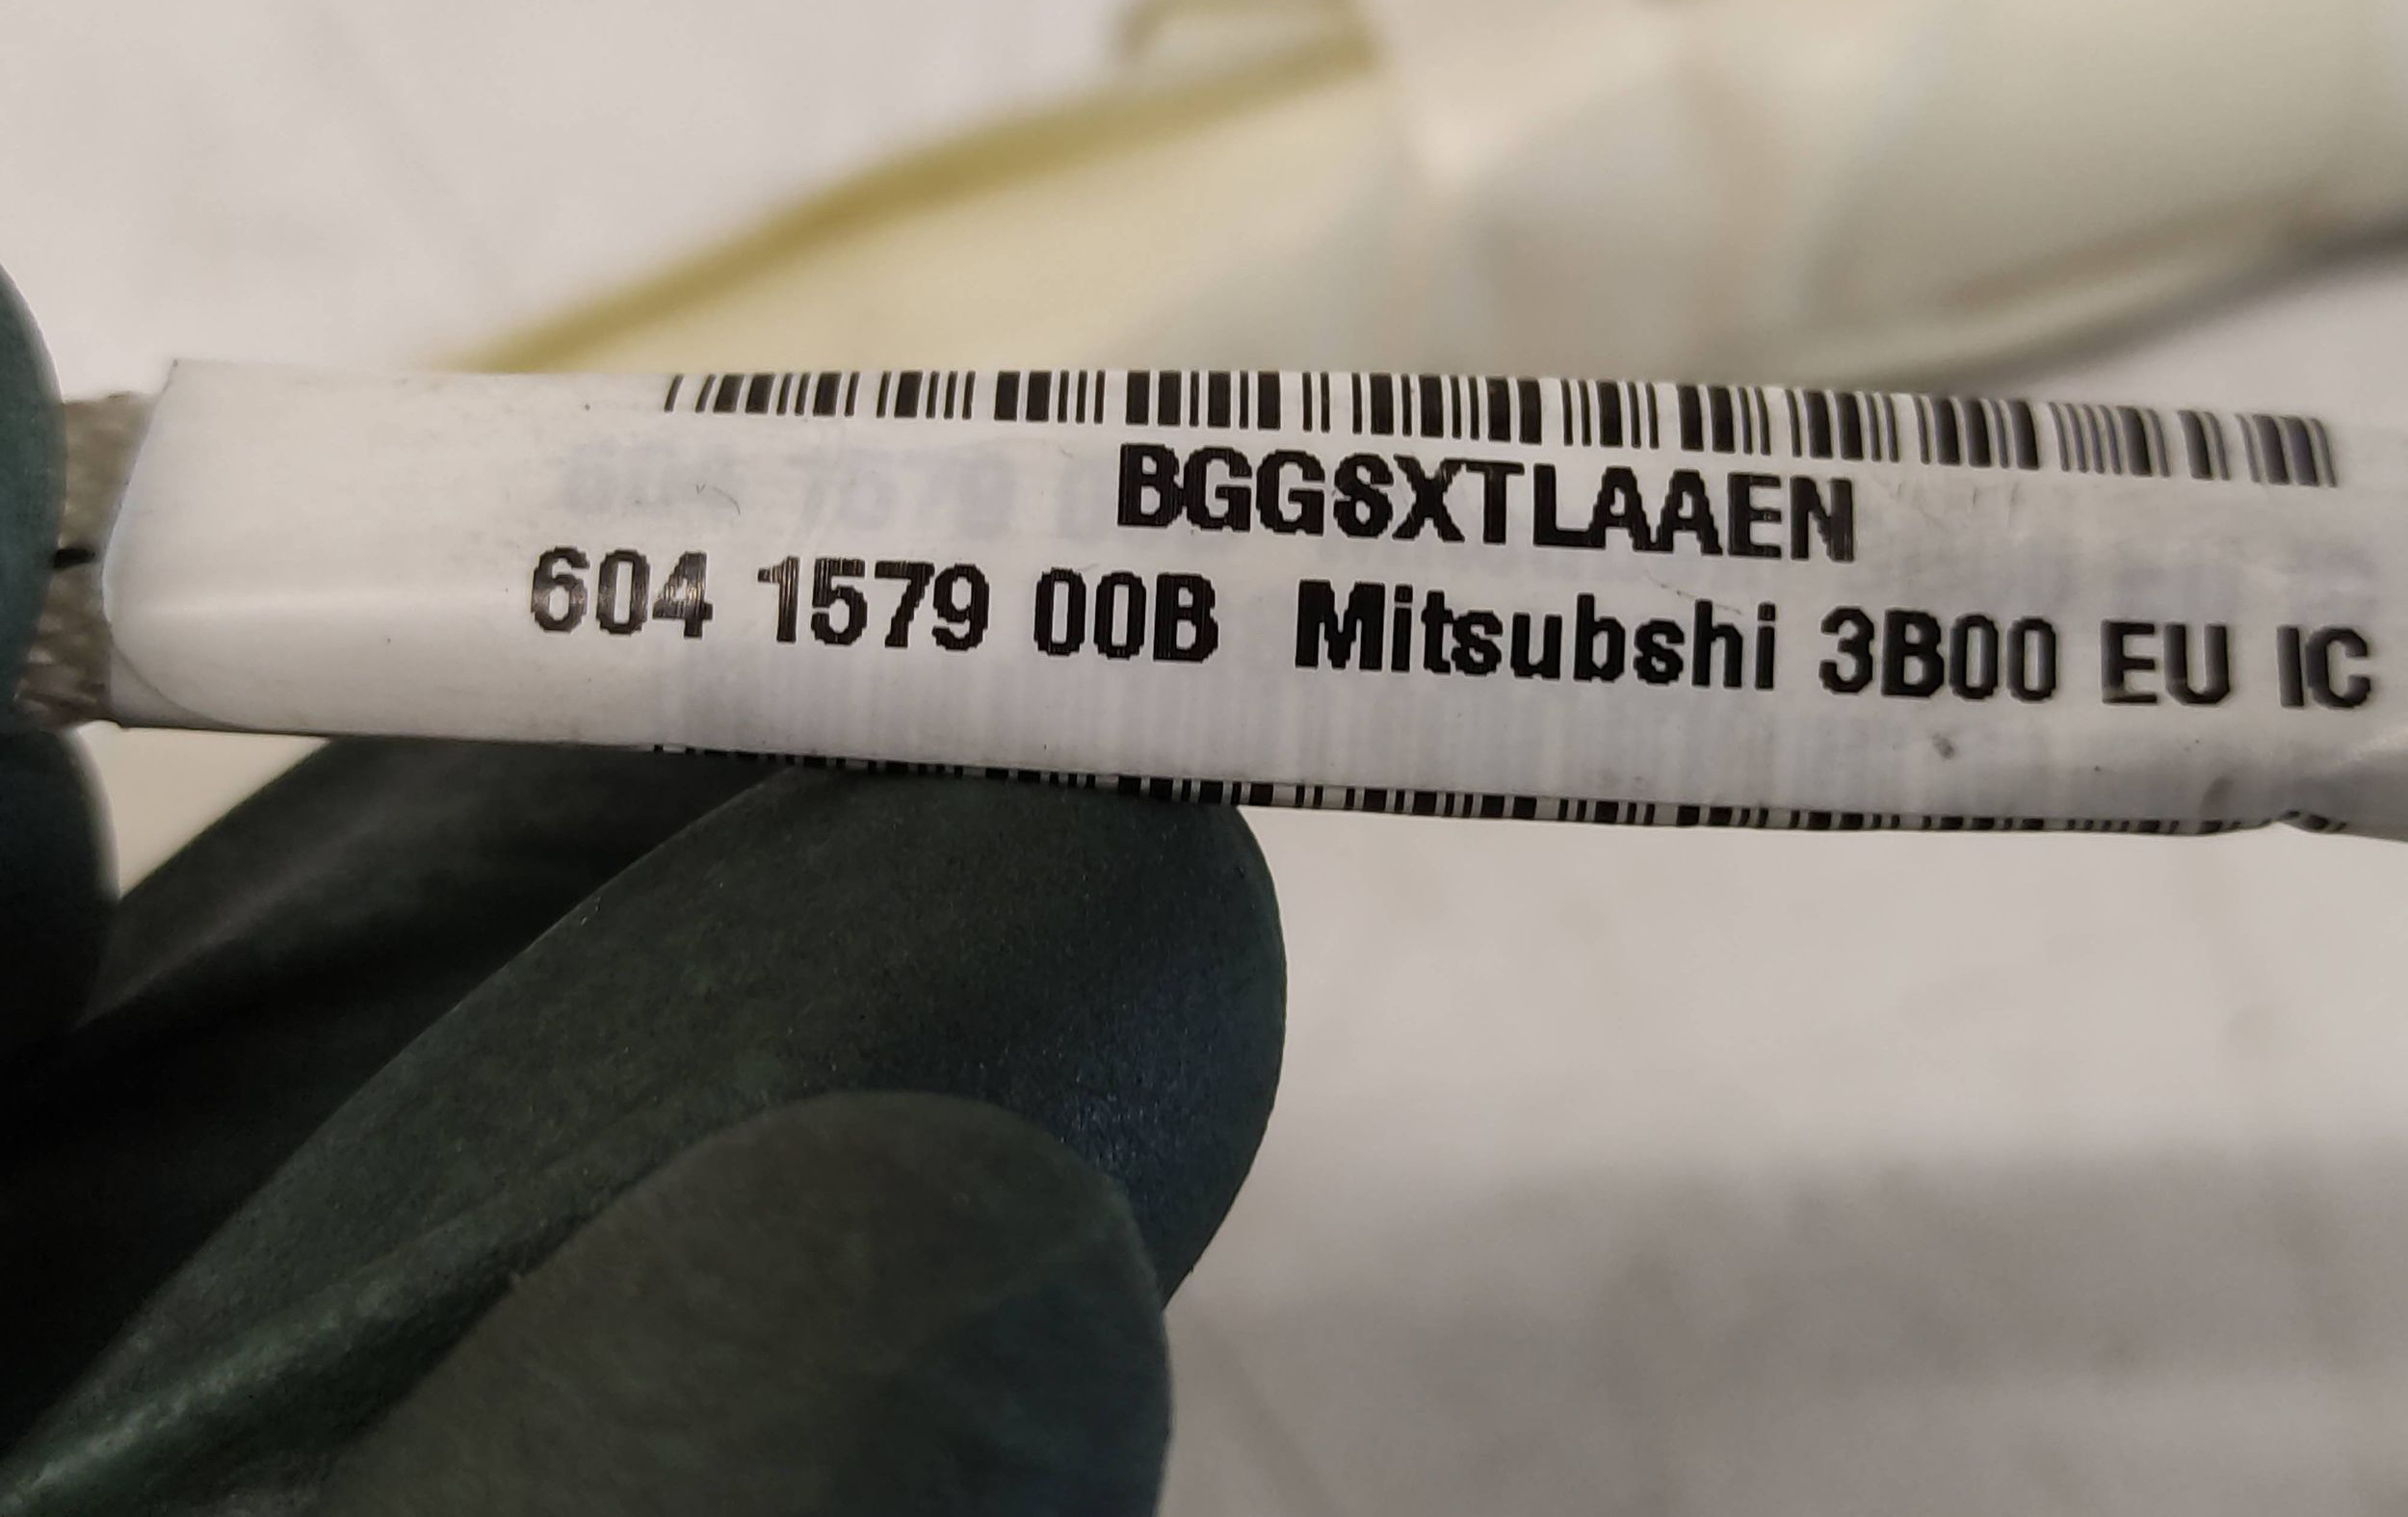 BGGSXTLAAEN
604 1579 00B Mitsubshi 3B00 EU IC